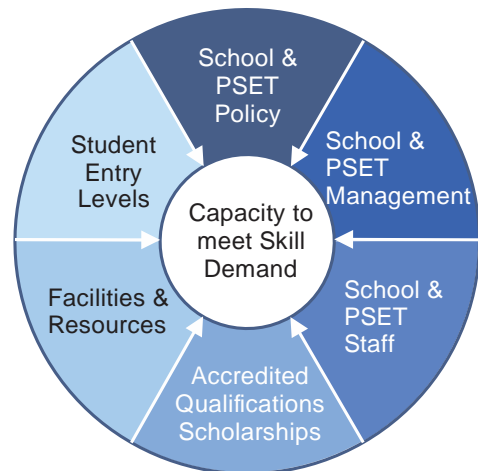 School &
PSET
Policy
School &
PSET
Management
School &
PSET
Staff
Accredited
Qualifications
Scholarships
Facilities &
Resources
Student
Entry
Levels
Capacity to
meet Skill
Demand